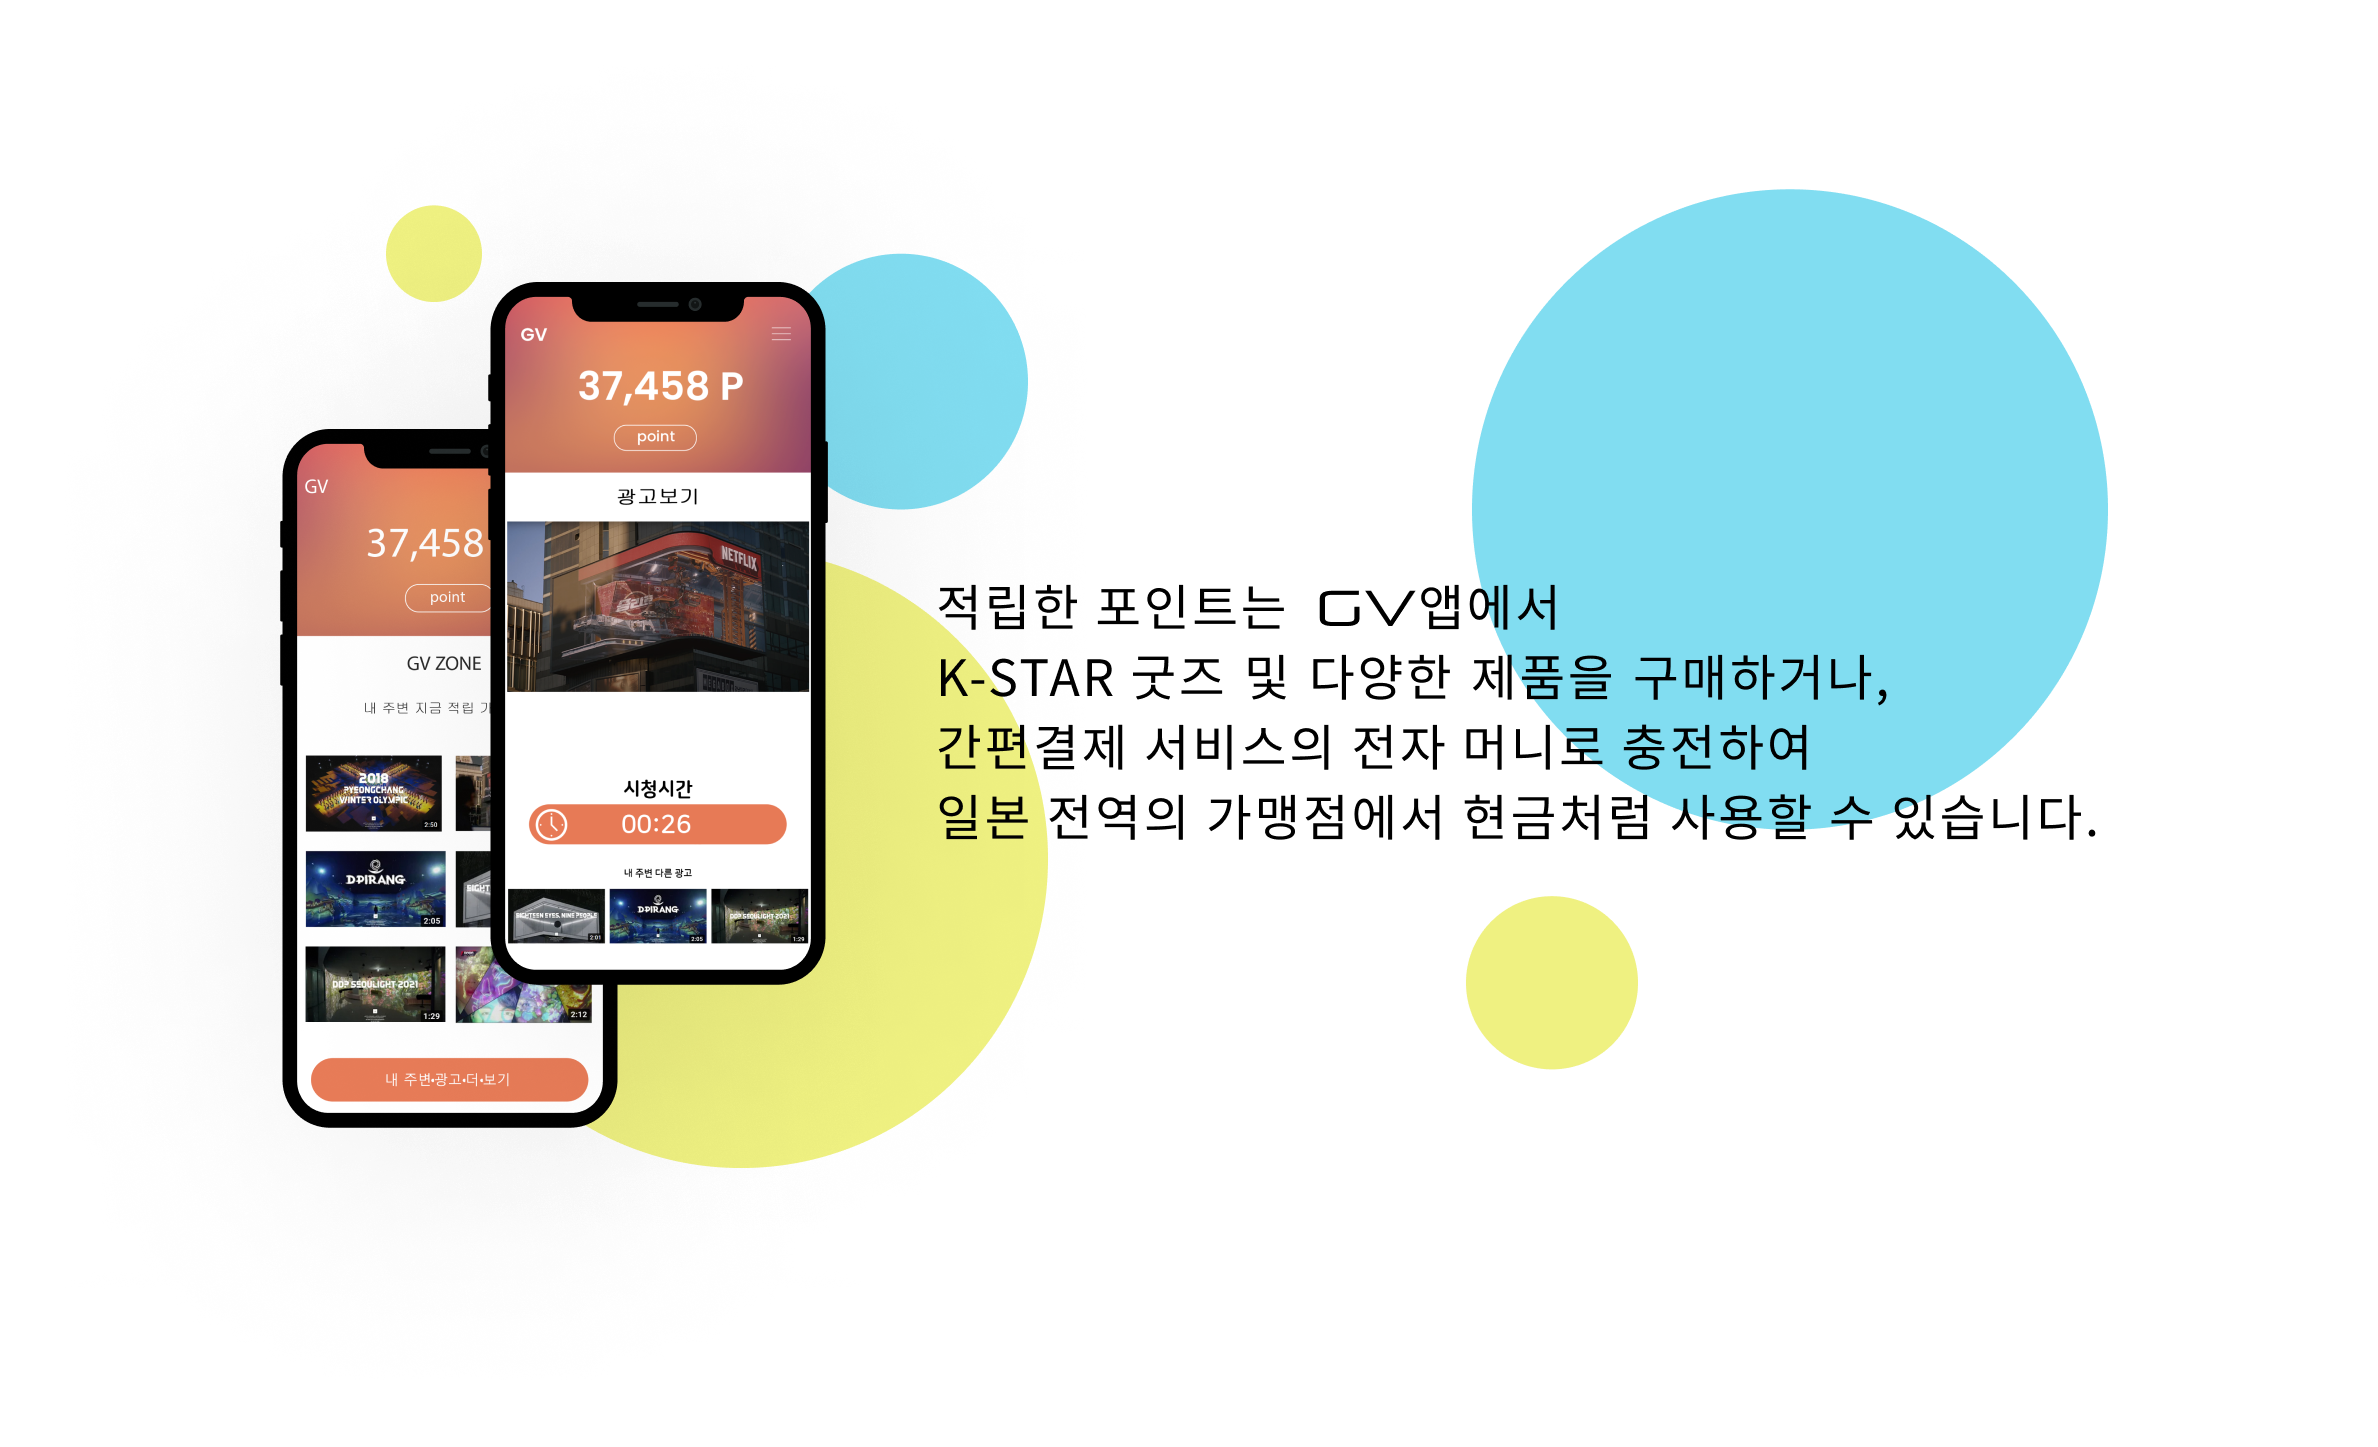 GV
37,458 P
point
광고보기
NETFLIX
시청시간
00:26
내 주변 다른 광고
EIGHTEEN EYES, NINE PEOPLE
2:01
DPIRANG
2:05
DDP SEOULIGHT 2021
1:29
GV
37,458
point
GV ZONE
내 주변 지금 적립
2018
PYEONGCHANG
WINTER OLYMPIC
2:50
DPIRANG
2:05
DDP SEOULIGHT 2021
1:29
2:12
내 주변•광고•더•보기
적립한 포인트는 GV앱에서
K-STAR 굿즈 및 다양한 제품을 구매하거나,
간편결제 서비스의 전자 머니로 충전하여
일본 전역의 가맹점에서 현금처럼 사용할 수 있습니다.